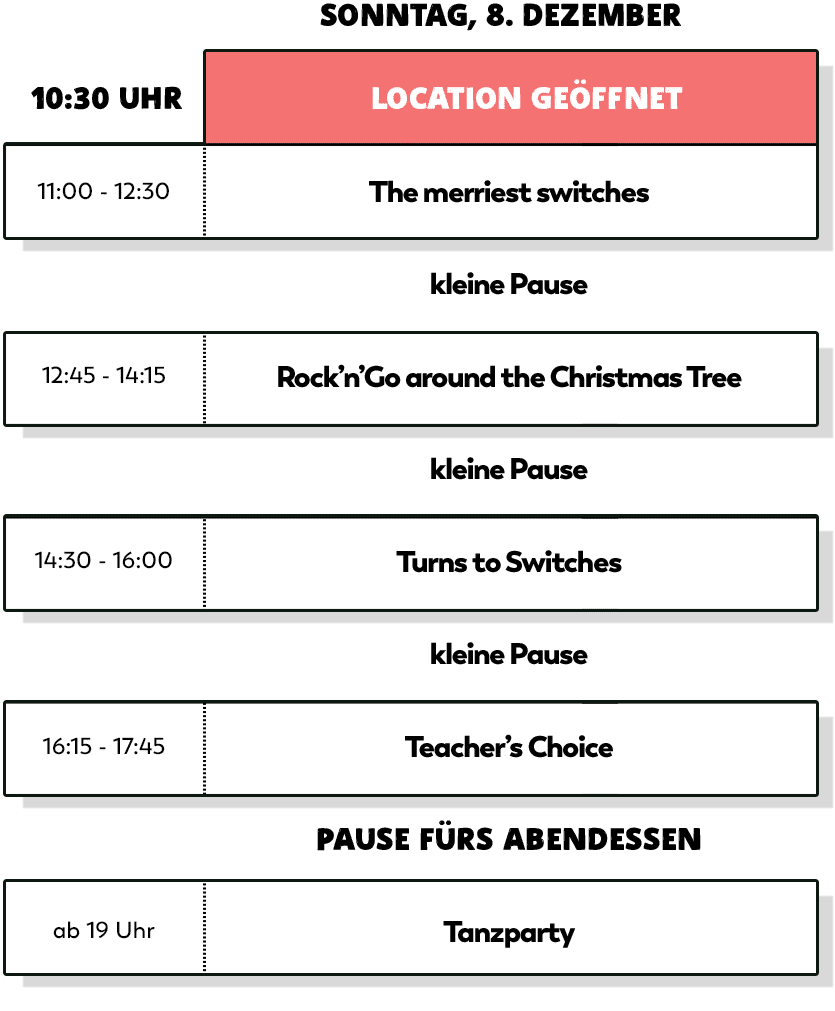 SONNTAG, 8. DEZEMBER
10:30 UHR LOCATION GEÖFFNET
11:00 - 12:30 The merriest switches
kleine Pause
12:45 - 14:15 Rock’n’Go around the Christmas Tree
kleine Pause
14:30 - 16:00 Turns to Switches
kleine Pause
16:15 - 17:45 Teacher’s Choice
PAUSE FÜRS ABENDESSEN
ab 19 Uhr Tanzparty